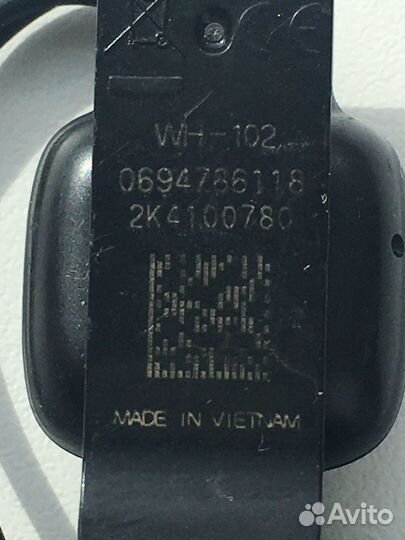 WH-102
0694786118
2K4100780
MADE IN VIETNAM
Avito